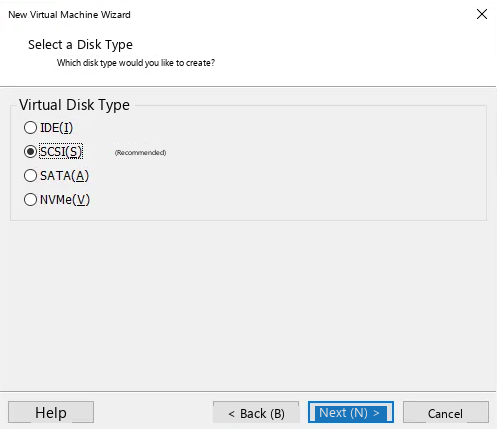 New Virtual Machine Wizard
Select a Disk Type
Which disk type would you like to create?
Virtual Disk Type
IDE(I)
SCSI(S) (Recommended)
SATA(A)
NVMe(V)
Help < Back (B) Next (N) > Cancel